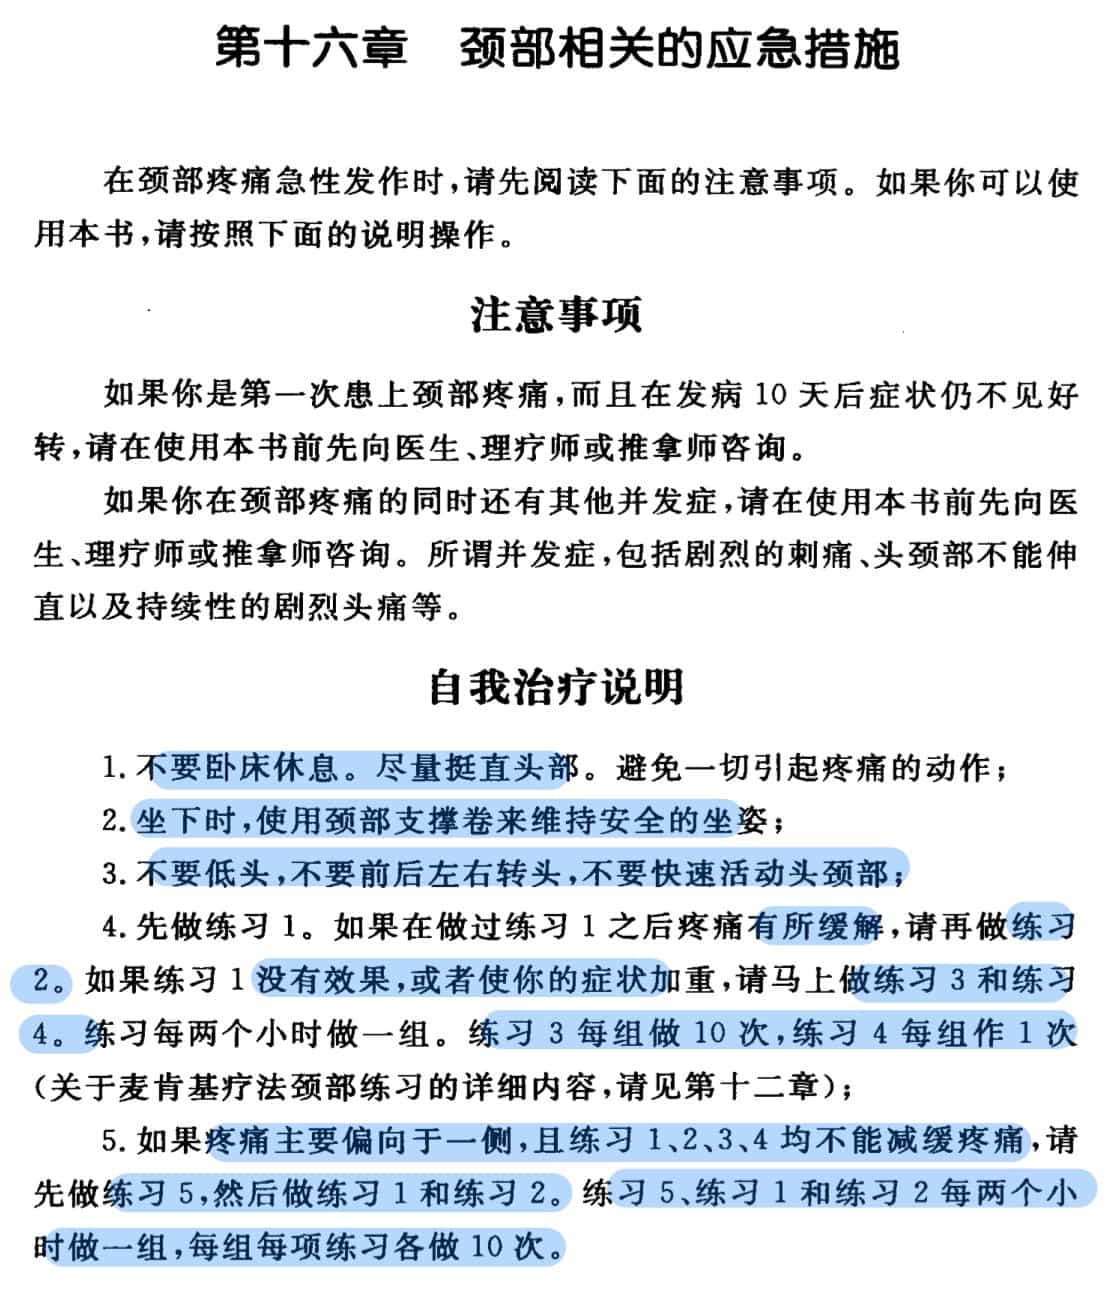 第十六章　颈部相关的应急措施
在颈部疼痛急性发作时,请先阅读下面的注意事项。如果你可以使
用本书,请按照下面的说明操作。
注意事项
如果你是第一次患上颈部疼痛,而且在发病 10 天后症状仍不见好
转,请在使用本书前先向医生、理疗师或推拿师咨询。
如果你在颈部疼痛的同时还有其他并发症,请在使用本书前先向医
生、理疗师或推拿师咨询。所谓并发症,包括剧烈的刺痛、头颈部不能伸
直以及持续性的剧烈头痛等。
自我治疗说明
1. 不要卧床休息。尽量挺直头部。避免一切引起疼痛的动作;
2. 坐下时,使用颈部支撑卷来维持安全的坐姿;
3. 不要低头,不要前后左右转头,不要快速活动头颈部;
4. 先做练习 1。如果在做过练习 1 之后疼痛有所缓解,请再做练习
2。如果练习 1 没有效果,或者使你的症状加重,请马上做练习 3 和练习
4。练习每两个小时做一组。练习 3 每组做 10 次,练习 4 每组作 1 次
(关于麦肯基疗法颈部练习的详细内容,请见第十二章);
5. 如果疼痛主要偏向于一侧,且练习 1、2、3、4 均不能减缓疼痛,请
先做练习 5,然后做练习 1 和练习 2。练习 5、练习 1 和练习 2 每两个小
时做一组,每组每项练习各做 10 次。